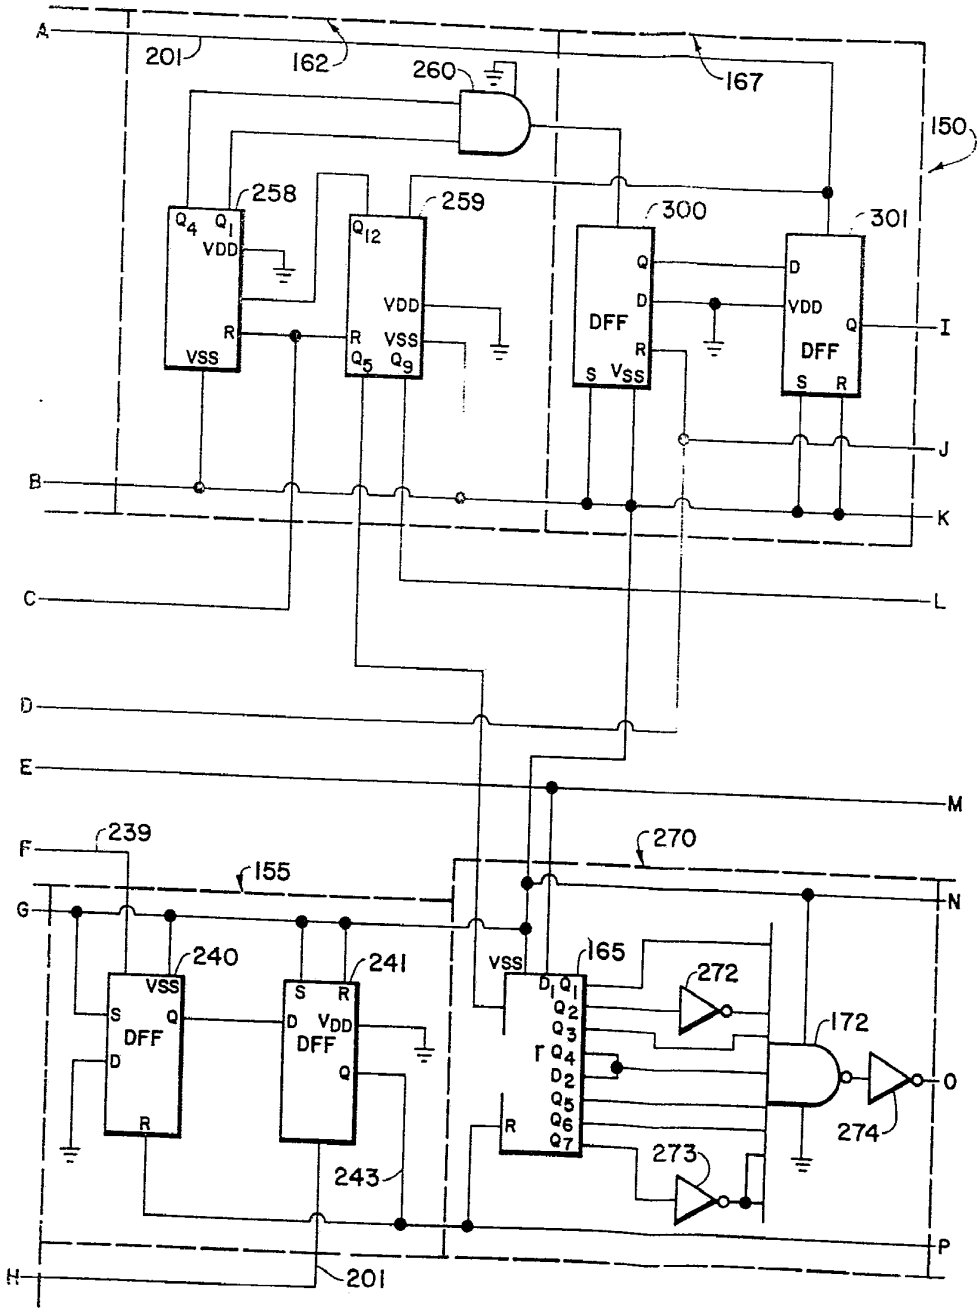 A
201
162
260
167
150
258
259
300
301
Q4 Q1
VDD
Q12
Q
D
D
VDD
VDD
DFF
Q
I
R
R
VSS
R
DFF
VSS
Q5 Q9
S VSS
S R
J
B
K
C
L
D
E
M
F
239
270
155
G
N
240
241
VSS
165
272
VSS
S R
D1 Q1
S
Q
D
VDD
Q2
DFF
DFF
Q3
172
D
Q
r
Q4
D2
O
R
R
Q5
Q6
Q7
274
273
243
P
H
201